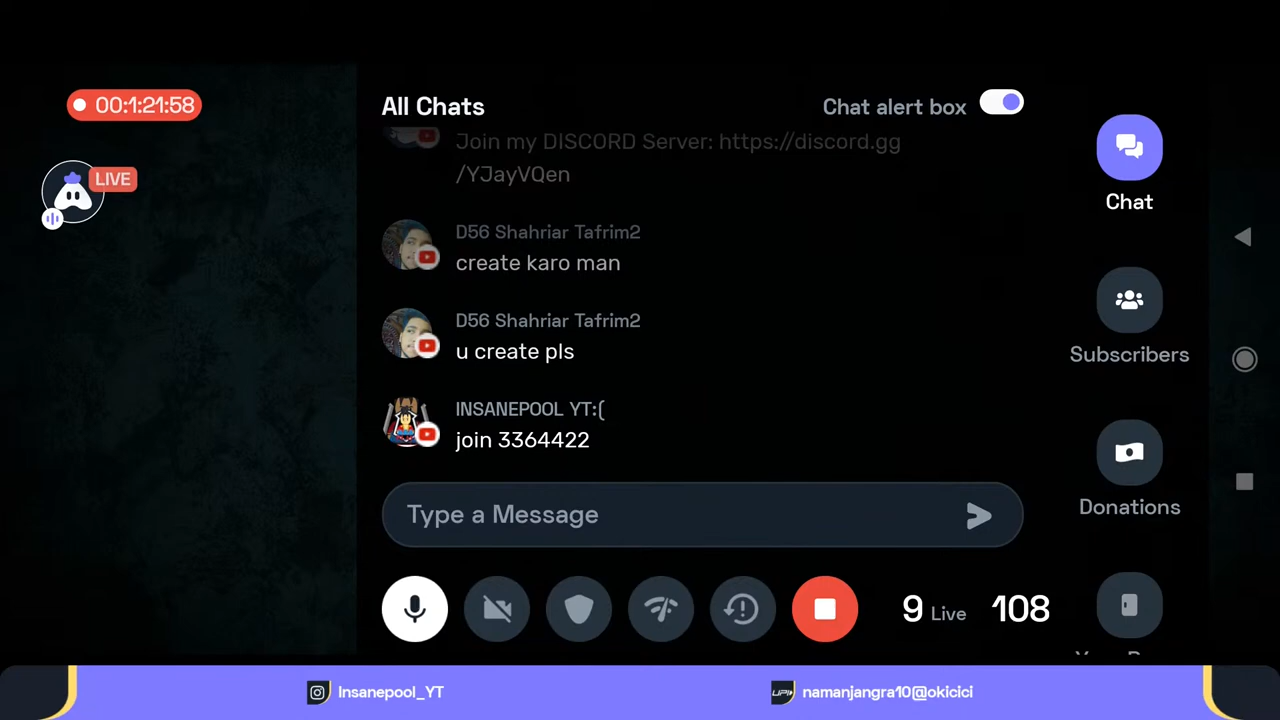 00:1:21:58
LIVE
All Chats
Chat alert box
Join my DISCORD Server: https://discord.gg
/YJayVQen
D56 Shahriar Tafrim2
create karo man
D56 Shahriar Tafrim2
u create pls
INSANEPOOL YT:(
join 3364422
Type a Message
9 Live 108
Chat
Subscribers
Donations
Insanepool_YT
UPI
namanjangra10@okicici